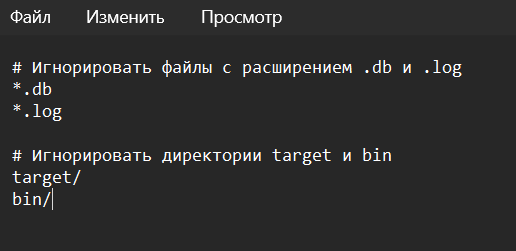 Файл Изменить Просмотр
# Игнорировать файлы с расширением .db и .log
*.db
*.log
# Игнорировать директории target и bin
target/
bin/